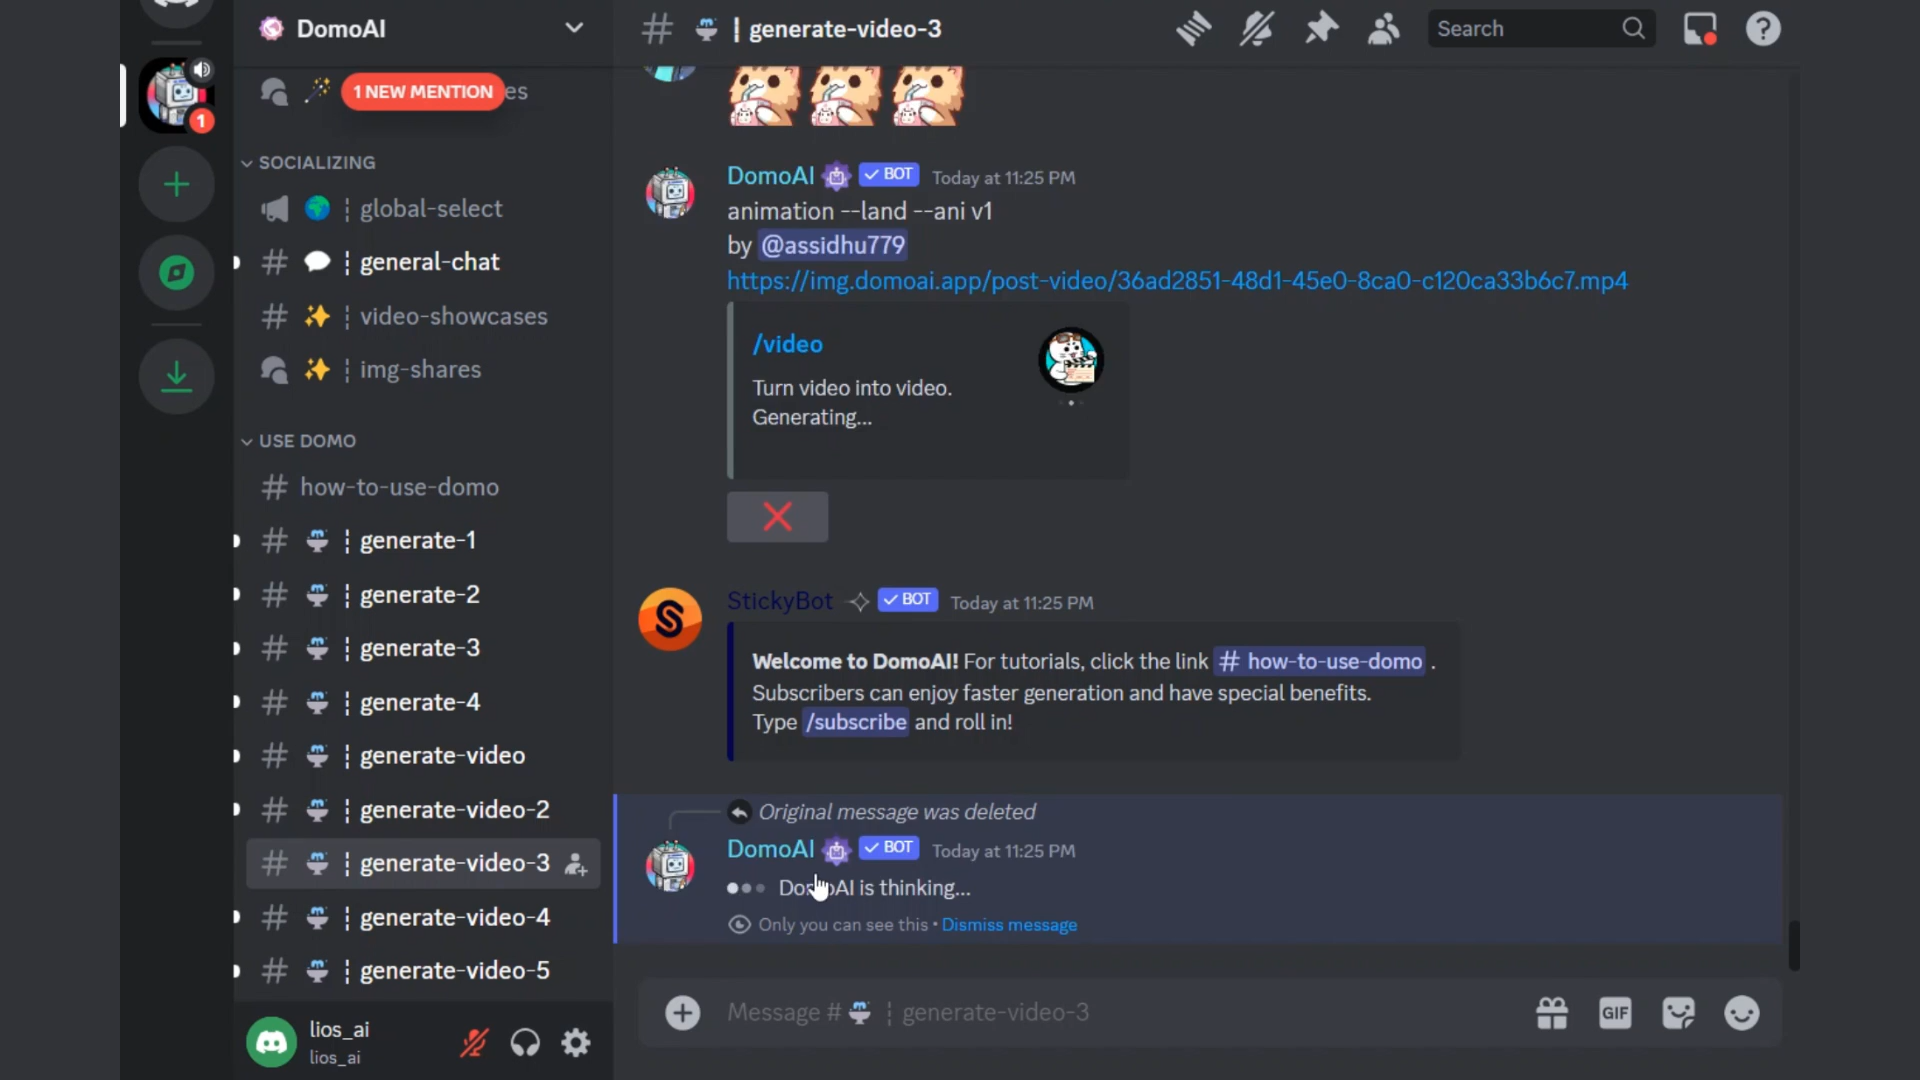 DomoAI
1 NEW MENTION
es
SOCIALIZING
global-select
general-chat
video-showcases
img-shares
USE DOMO
how-to-use-domo
generate-1
generate-2
generate-3
generate-4
generate-video
generate-video-2
generate-video-3
generate-video-4
generate-video-5
lios_ai
lios_ai
1
# | generate-video-3
Search
DomoAI BOT Today at 11:25 PM
animation --land --ani v1
by @assidhu779
https://img.domoai.app/post-video/36ad2851-48d1-45e0-8ca0-c120ca33b6c7.mp4
/video
Turn video into video.
Generating...
StickyBot BOT Today at 11:25 PM
Welcome to DomoAI! For tutorials, click the link # how-to-use-domo .
Subscribers can enjoy faster generation and have special benefits.
Type /subscribe and roll in!
Original message was deleted
DomoAI BOT Today at 11:25 PM
DomoAI is thinking...
Only you can see this • Dismiss message
Message # ¦ generate-video-3
GIF